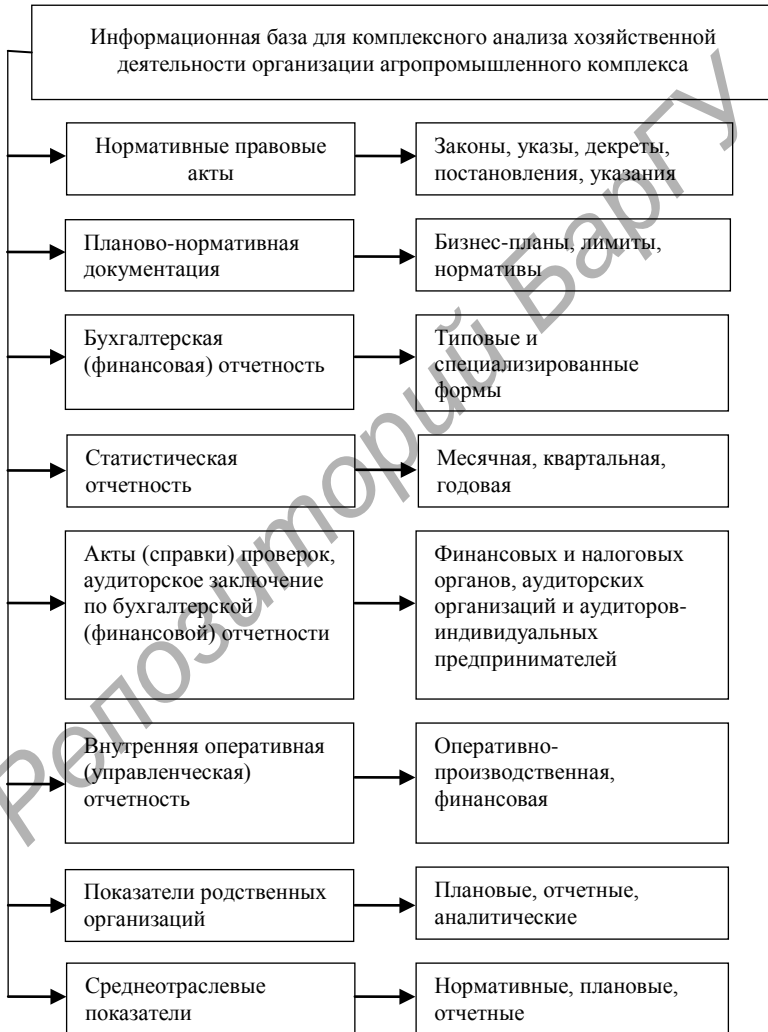 Информационная база для комплексного анализа хозяйственной
деятельности организации агропромышленного комплекса
Нормативные правовые
акты
Законы, указы, декреты,
постановления, указания
Планово-нормативная
документация
Бизнес-планы, лимиты,
нормативы
Бухгалтерская
(финансовая) отчетность
Типовые и
специализированные
формы
Статистическая
отчетность
Месячная, квартальная,
годовая
Акты (справки) проверок,
аудиторское заключение
по бухгалтерской
(финансовой) отчетности
Финансовых и налоговых
органов, аудиторских
организаций и аудиторов-
индивидуальных
предпринимателей
Внутренняя оперативная
(управленческая)
отчетность
Оперативно-
производственная,
финансовая
Показатели родственных
организаций
Плановые, отчетные,
аналитические
Среднеотраслевые
показатели
Нормативные, плановые,
отчетные
Репозиторий БарГУ